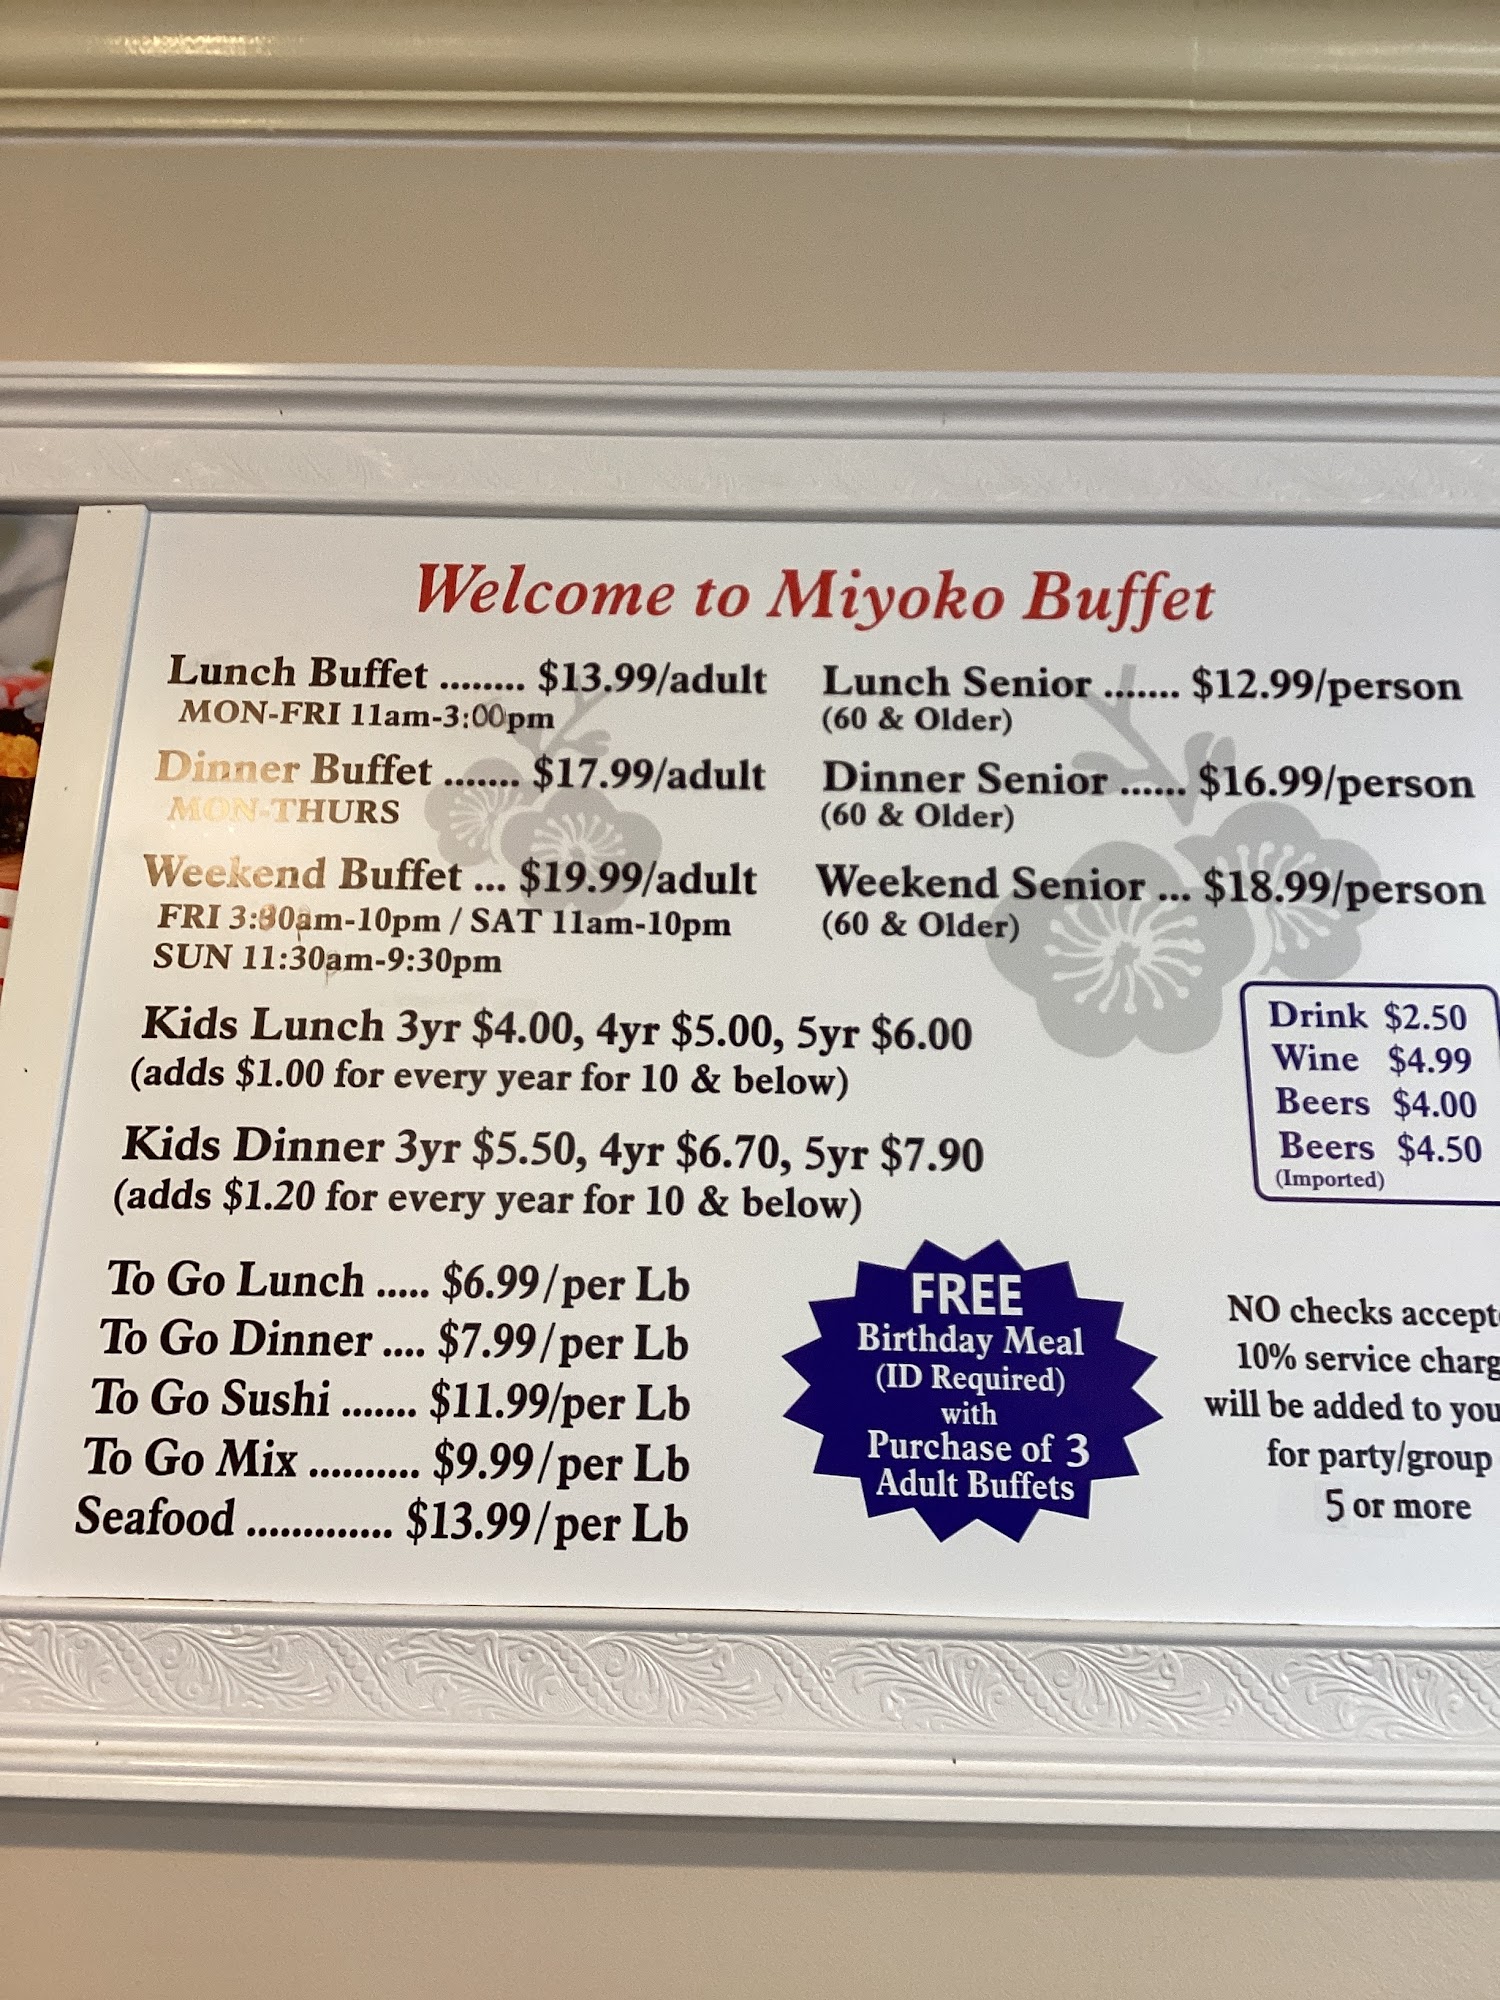 Welcome to Miyoko Buffet
Lunch Buffet ........ $13.99/adult
MON-FRI 11am-3:00pm
Dinner Buffet ....... $17.99/adult
MON-THURS
Weekend Buffet ... $19.99/adult
FRI 3:30am-10pm / SAT 11am-10pm
SUN 11:30am-9:30pm
Lunch Senior ....... $12.99/person
(60 & Older)
Dinner Senior ...... $16.99/person
(60 & Older)
Weekend Senior ... $18.99/person
(60 & Older)
Kids Lunch 3yr $4.00, 4yr $5.00, 5yr $6.00
(adds $1.00 for every year for 10 & below)
Kids Dinner 3yr $5.50, 4yr $6.70, 5yr $7.90
(adds $1.20 for every year for 10 & below)
Drink $2.50
Wine $4.99
Beers $4.00
Beers $4.50
(Imported)
To Go Lunch ..... $6.99/per Lb
To Go Dinner .... $7.99/per Lb
To Go Sushi ....... $11.99/per Lb
To Go Mix .......... $9.99/per Lb
Seafood ............. $13.99/per Lb
FREE
Birthday Meal
(ID Required)
with
Purchase of 3
Adult Buffets
NO checks accept
10% service charg
will be added to you
for party/group
5 or more